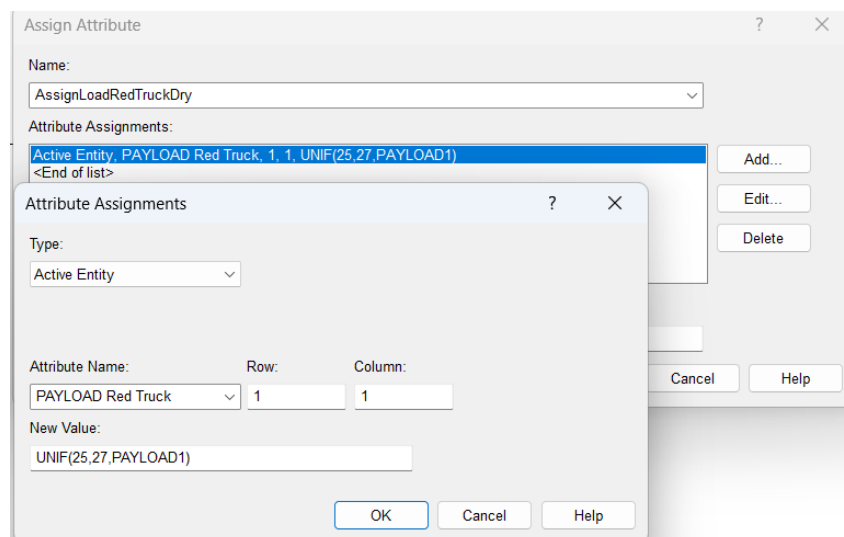 Assign Attribute ? ×
Name:
AssignLoadRedTruckDry
Attribute Assignments:
Active Entity, PAYLOAD Red Truck, 1, 1, UNIF(25,27,PAYLOAD1)
<End of list>
Add...
Edit...
Delete
Cancel Help
Attribute Assignments ? ×
Type:
Active Entity
Attribute Name: Row: Column:
PAYLOAD Red Truck 1 1
New Value:
UNIF(25,27,PAYLOAD1)
OK Cancel Help